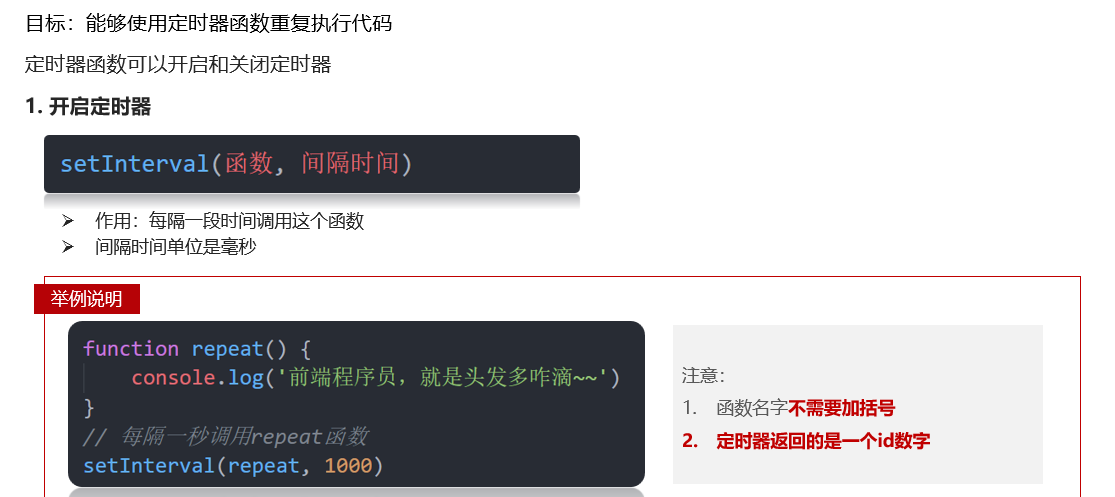 目标：能够使用定时器函数重复执行代码
定时器函数可以开启和关闭定时器
1. 开启定时器
setInterval(函数, 间隔时间)
➢ 作用：每隔一段时间调用这个函数
➢ 间隔时间单位是毫秒
举例说明
function repeat() {
    console.log('前端程序员，就是头发多咋滴~~')
}
// 每隔一秒调用repeat函数
setInterval(repeat, 1000)
注意：
1. 函数名字不需要加括号
2. 定时器返回的是一个id数字